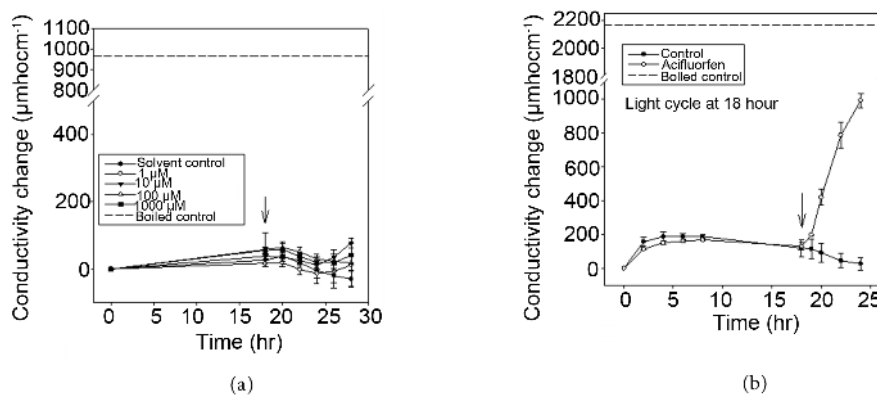 1100
1000
900
800
400
200
0
Conductivity change (μmhocm⁻¹)
Solvent control
1 μM
10 μM
100 μM
1000 μM
Boiled control
0 5 10 15 20 25 30
Time (hr)
(a)
2200
2000
1800
1000
800
600
400
200
0
Conductivity change (μmhocm⁻¹)
Control
Acifluorfen
Boiled control
Light cycle at 18 hour
0 5 10 15 20 25
Time (hr)
(b)